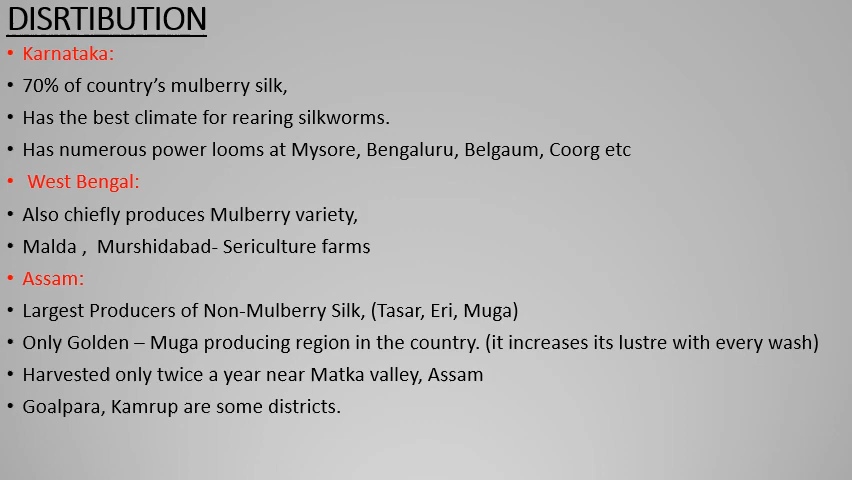 DISRTIBUTION
• Karnataka:
• 70% of country's mulberry silk,
• Has the best climate for rearing silkworms.
• Has numerous power looms at Mysore, Bengaluru, Belgaum, Coorg etc
• West Bengal:
• Also chiefly produces Mulberry variety,
• Malda , Murshidabad- Sericulture farms
• Assam:
• Largest Producers of Non-Mulberry Silk, (Tasar, Eri, Muga)
• Only Golden – Muga producing region in the country. (it increases its lustre with every wash)
• Harvested only twice a year near Matka valley, Assam
• Goalpara, Kamrup are some districts.